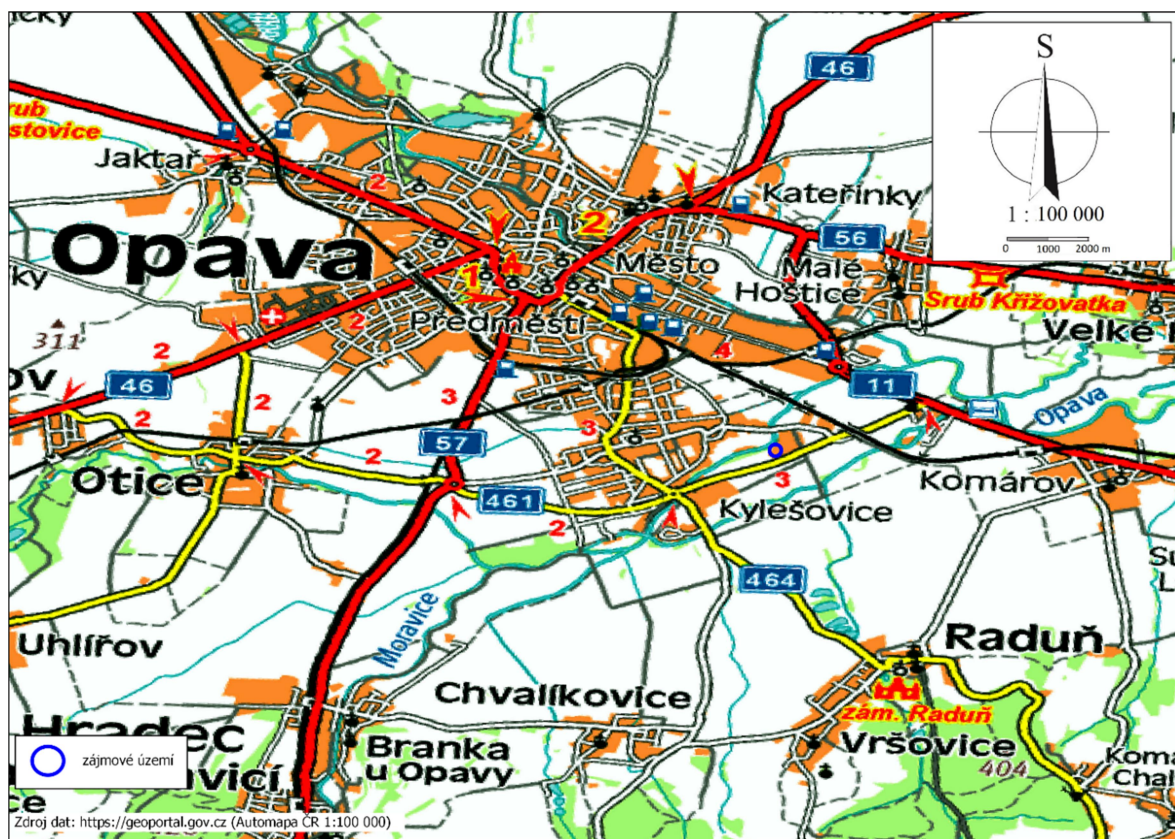 46
S
1 : 100 000
0 1000 2000 m
Jaktař
Kateřinky
2
2
56
Opava
Město
1
Malé
Hoštice
Srub Křižovatka
Předměstí
2
311
2
4
46
2
3
11
Opava
2
2
57
3
Otice
461
3
Komárov
2
Kylešovice
464
Moravice
Uhlířov
Raduň
Chvalíkovice
zám. Raduň
Hradec
Vršovice
Branka
u Opavy
404
zájmové území
Zdroj dat: https://geoportal.gov.cz (Automapa ČR 1:100 000)